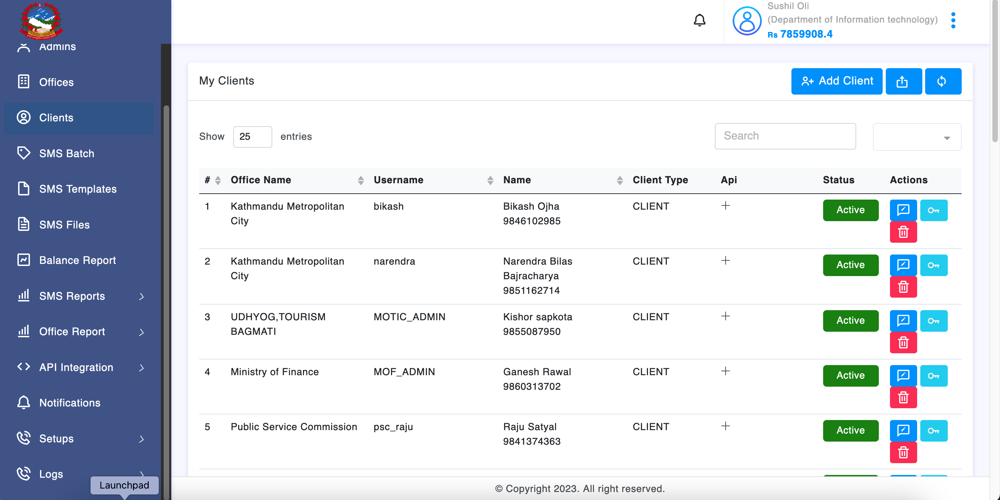 Sushil Oli
(Department of Information technology)
Rs 7859908.4
Admins
Offices
Clients
SMS Batch
SMS Templates
SMS Files
Balance Report
SMS Reports
Office Report
API Integration
Notifications
Setups
Logs
Launchpad
My Clients
Add Client
Show 25 entries
Search
# Office Name Username Name Client Type Api Status Actions
1 Kathmandu Metropolitan bikash Bikash Ojha CLIENT + Active
City 9846102985
2 Kathmandu Metropolitan narendra Narendra Bilas CLIENT + Active
City Bajracharya
9851162714
3 UDHYOG,TOURISM MOTIC_ADMIN Kishor sapkota CLIENT + Active
BAGMATI 9855087950
4 Ministry of Finance MOF_ADMIN Ganesh Rawal CLIENT + Active
9860313702
5 Public Service Commission psc_raju Raju Satyal CLIENT + Active
9841374363
© Copyright 2023. All right reserved.